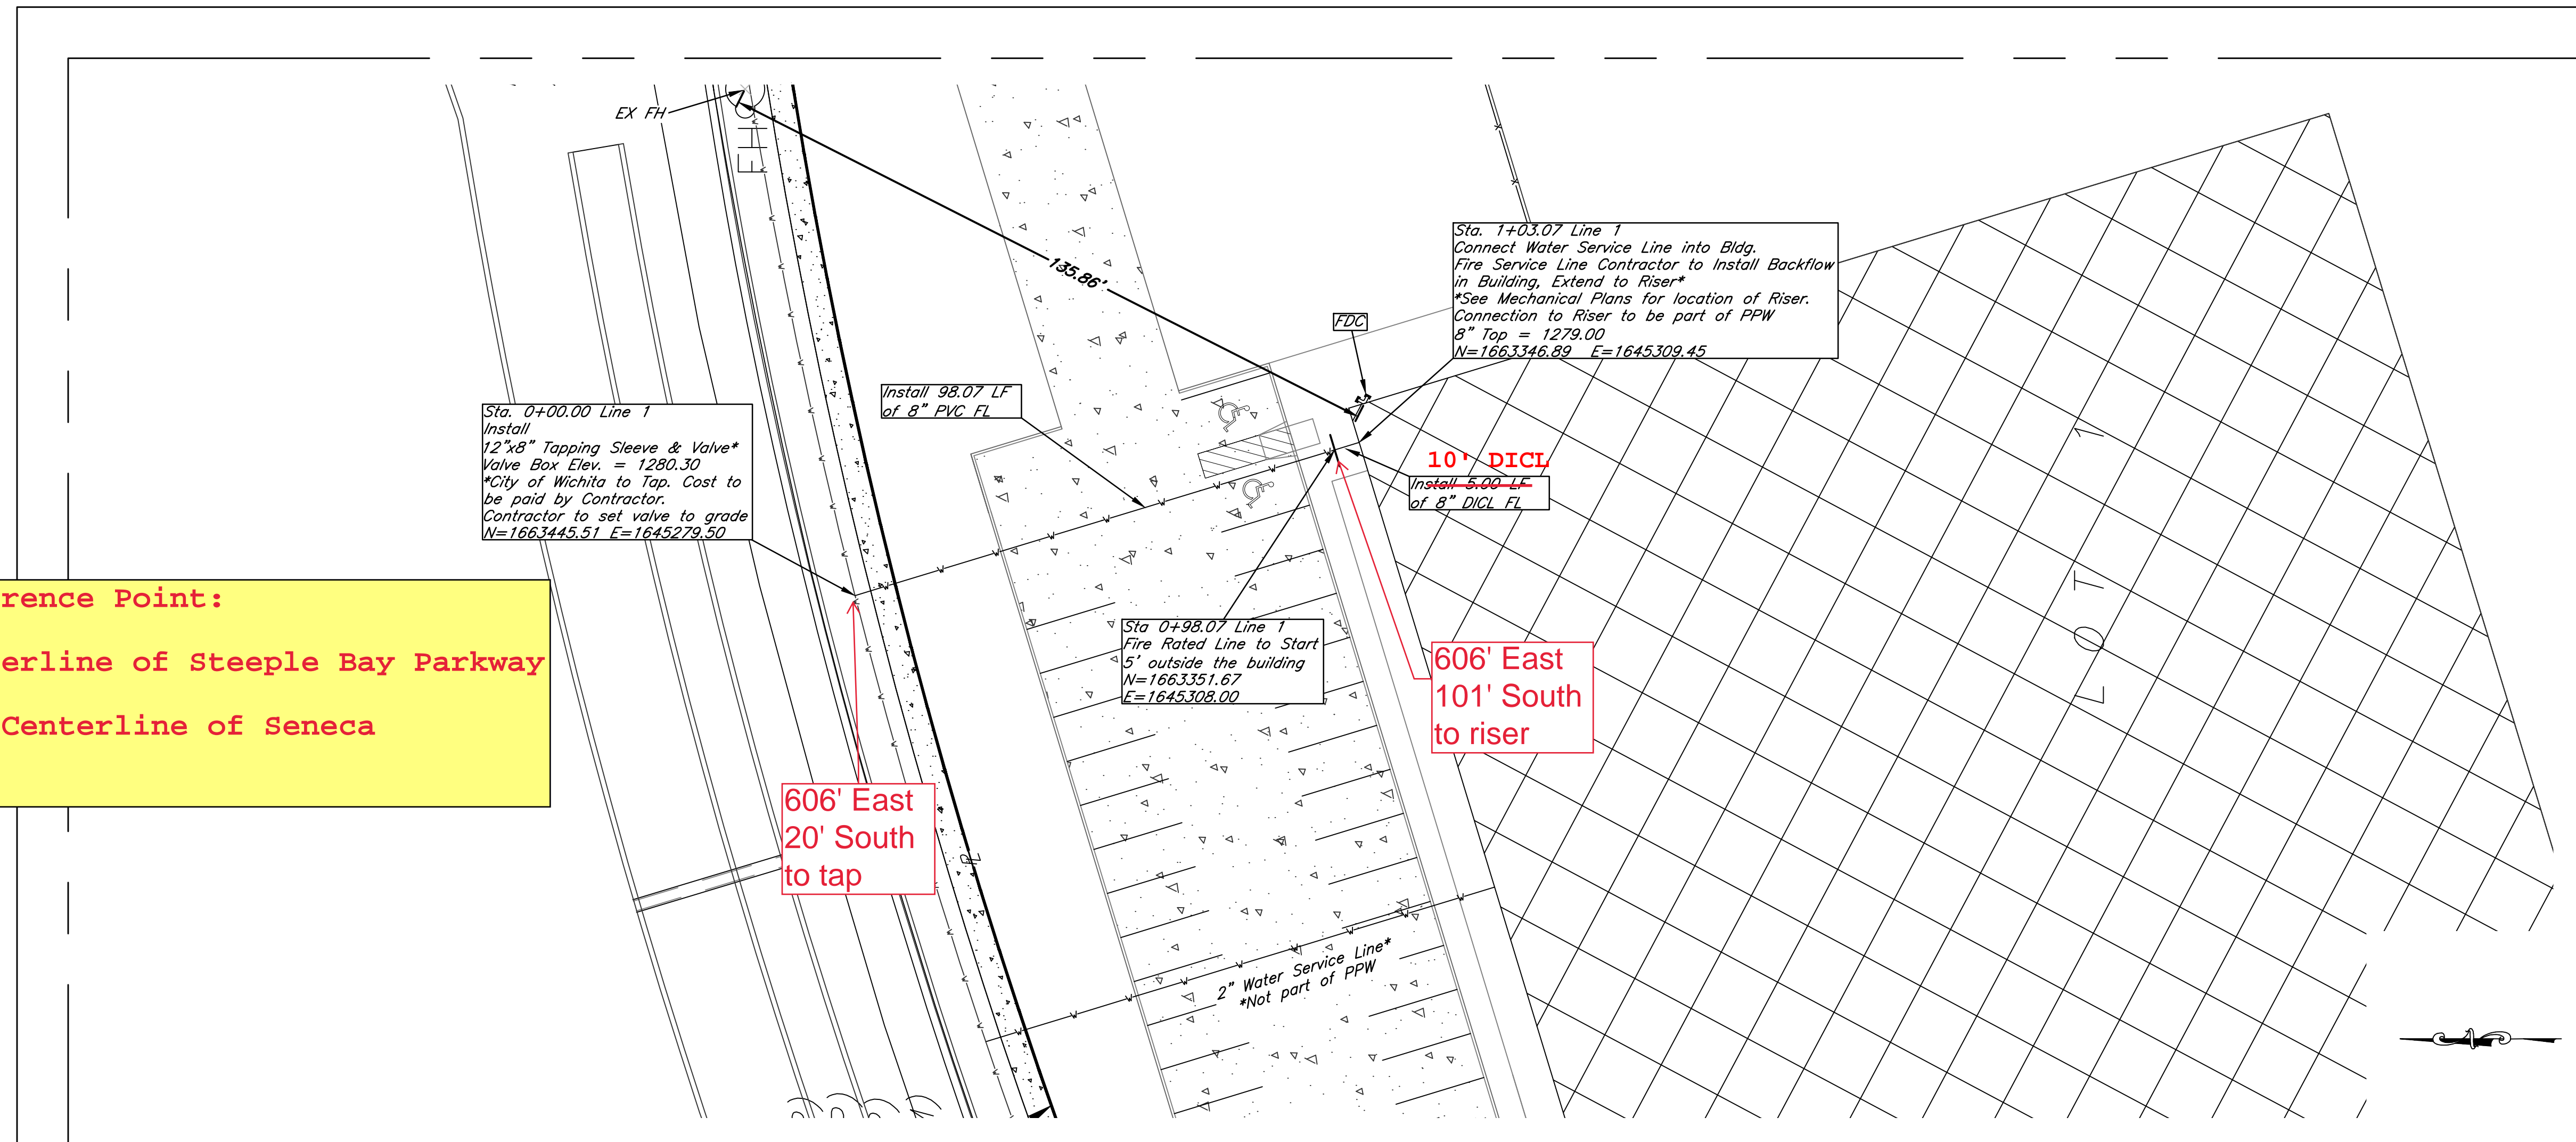 EX FH
FH
135.86'
Sta. 1+03.07 Line 1
Connect Water Service Line into Bldg.
Fire Service Line Contractor to Install Backflow
in Building, Extend to Riser*
*See Mechanical Plans for location of Riser.
Connection to Riser to be part of PPW
8" Top = 1279.00
N=1663346.89 E=1645309.45
FDC
Install 98.07 LF
of 8" PVC FL
Sta. 0+00.00 Line 1
Install
12"x8" Tapping Sleeve & Valve*
Valve Box Elev. = 1280.30
*City of Wichita to Tap. Cost to
be paid by Contractor.
Contractor to set valve to grade
N=1663445.51 E=1645279.50
10' DICL
Install 5.00 LF
of 8" DICL FL
rence Point:
erline of Steeple Bay Parkway
Centerline of Seneca
Sta 0+98.07 Line 1
Fire Rated Line to Start
5' outside the building
N=1663351.67
E=1645308.00
606' East
101' South
to riser
606' East
20' South
to tap
LOT 1
2" Water Service Line*
*Not part of PPW